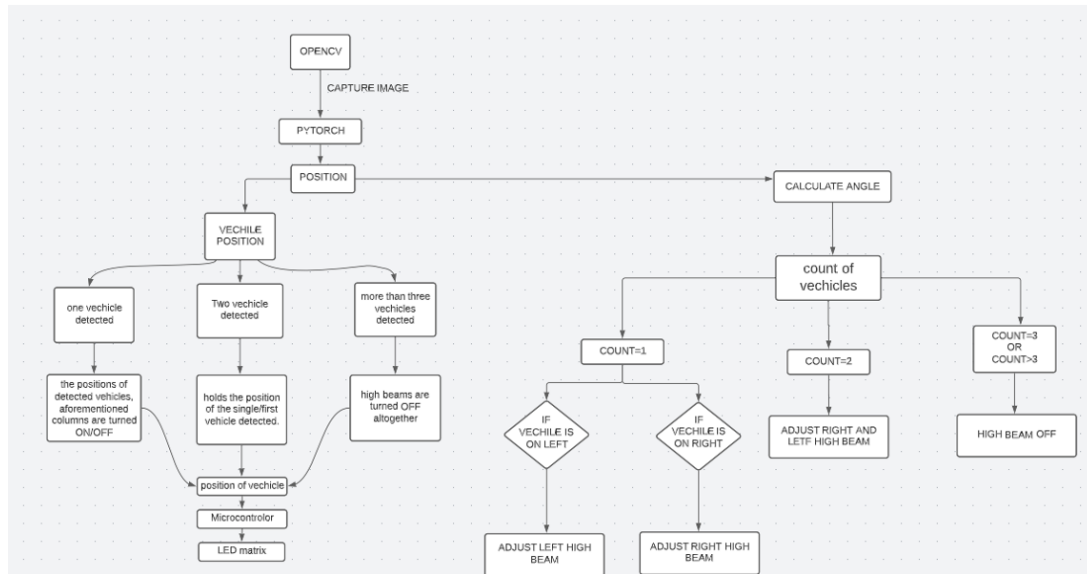 OPENCV
CAPTURE IMAGE
PYTORCH
POSITION
CALCULATE ANGLE
VECHILE
POSITION
count of
vechicles
one vechicle
detected
Two vechicle
detected
more than three
vechicles
detected
COUNT=1
COUNT=2
COUNT=3
OR
COUNT>3
the positions of
detected vehicles,
aforementioned
columns are turned
ON/OFF
holds the position
of the single/first
vehicle detected.
high beams are
turned OFF
altogether
IF
VECHILE IS
ON LEFT
IF
VECHILE IS
ON RIGHT
ADJUST RIGHT AND
LETF HIGH BEAM
HIGH BEAM OFF
position of vechicle
Microcontrolor
LED matrix
ADJUST LEFT HIGH
BEAM
ADJUST RIGHT HIGH
BEAM